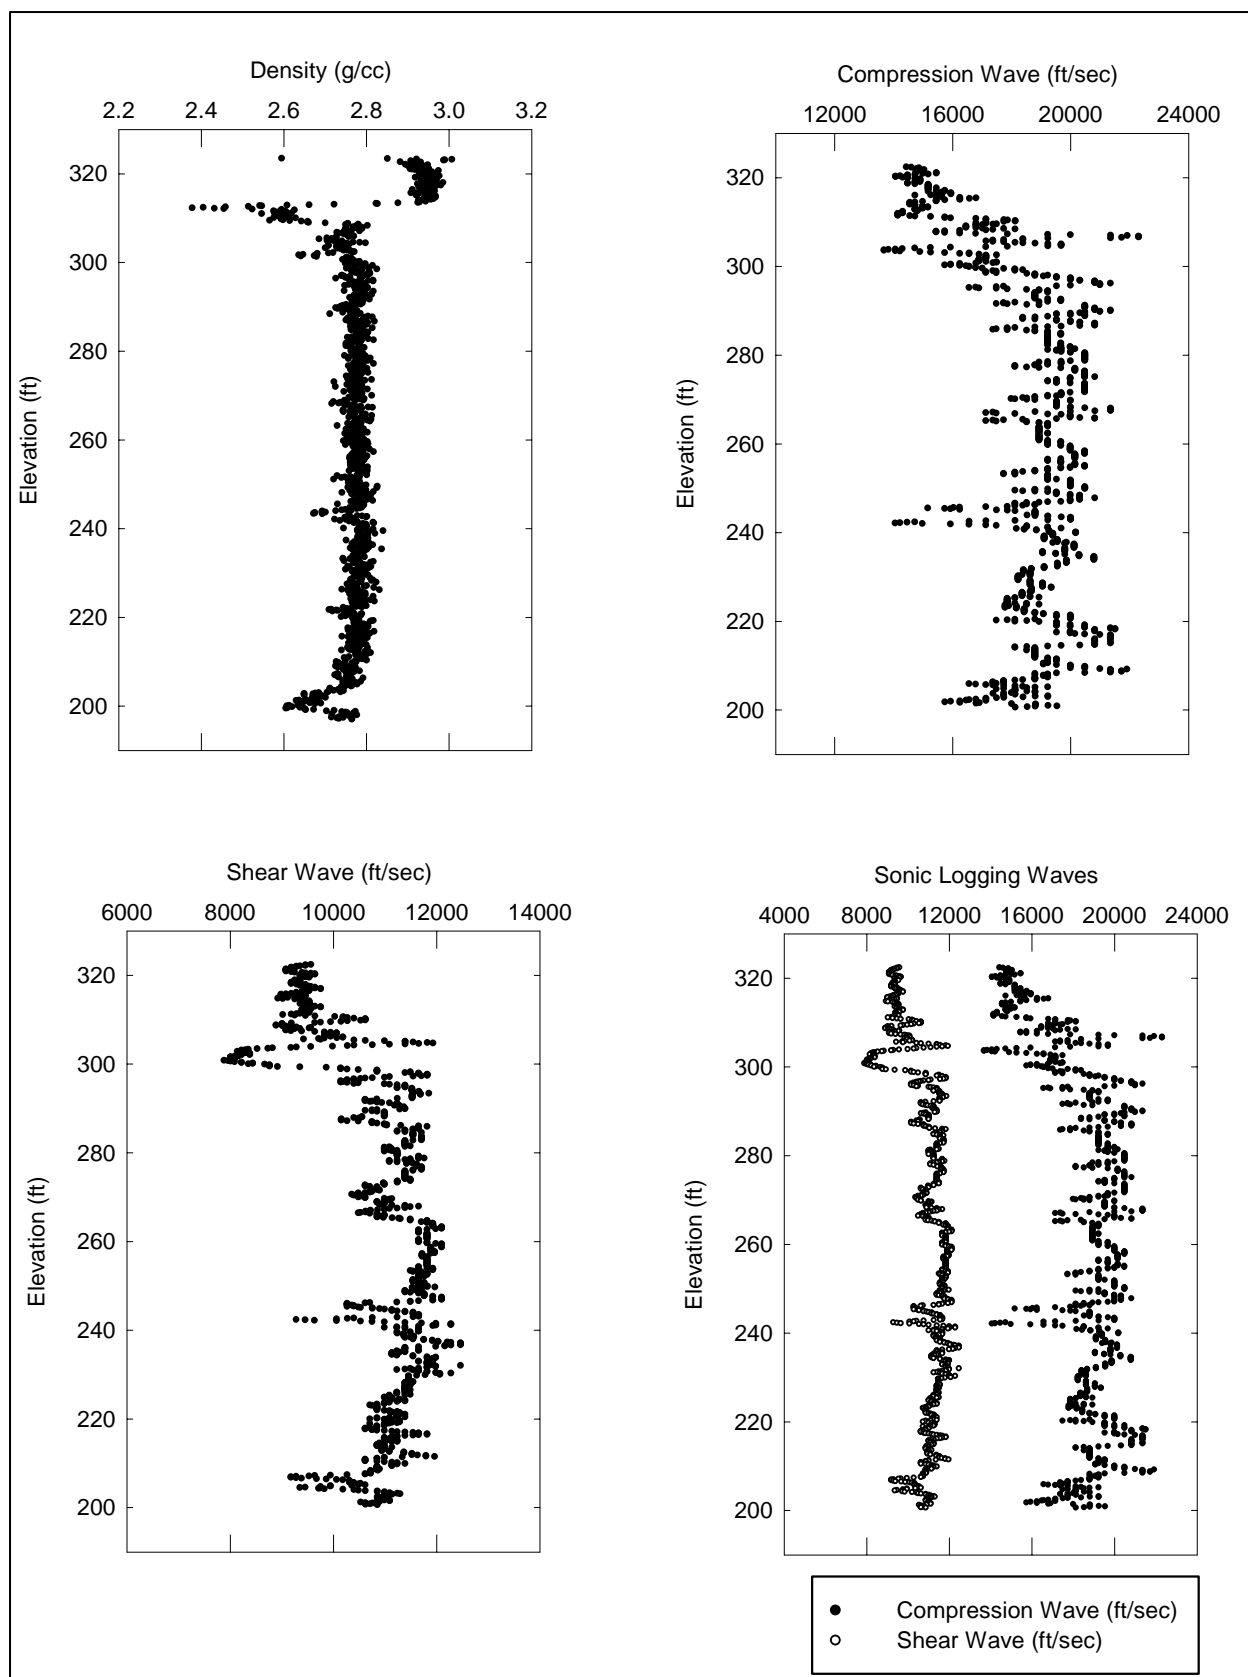 Density (g/cc)
2.2 2.4 2.6 2.8 3.0 3.2
Elevation (ft)
320
300
280
260
240
220
200
Compression Wave (ft/sec)
12000 16000 20000 24000
Elevation (ft)
320
300
280
260
240
220
200
Shear Wave (ft/sec)
6000 8000 10000 12000 14000
Elevation (ft)
320
300
280
260
240
220
200
Sonic Logging Waves
4000 8000 12000 16000 20000 24000
Elevation (ft)
320
300
280
260
240
220
200
Compression Wave (ft/sec)
Shear Wave (ft/sec)